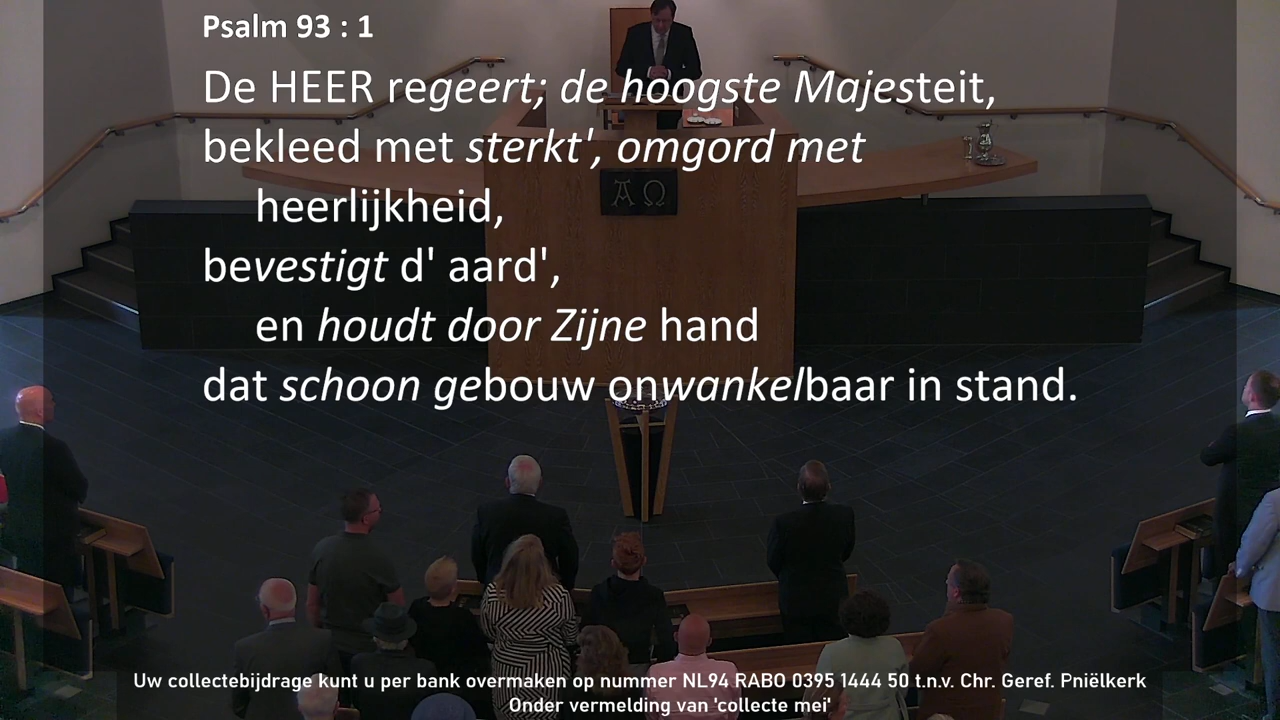 Psalm 93 : 1
De HEER regeert; de hoogste Majesteit,
bekleed met sterkt', omgord met
heerlijkheid,
bevestigt d' aard',
en houdt door Zijne hand
dat schoon gebouw onwankelbaar in stand.
ΑΩ
Uw collectebijdrage kunt u per bank overmaken op nummer NL94 RABO 0395 1444 50 t.n.v. Chr. Geref. Pniëlkerk
Onder vermelding van 'collecte mei'